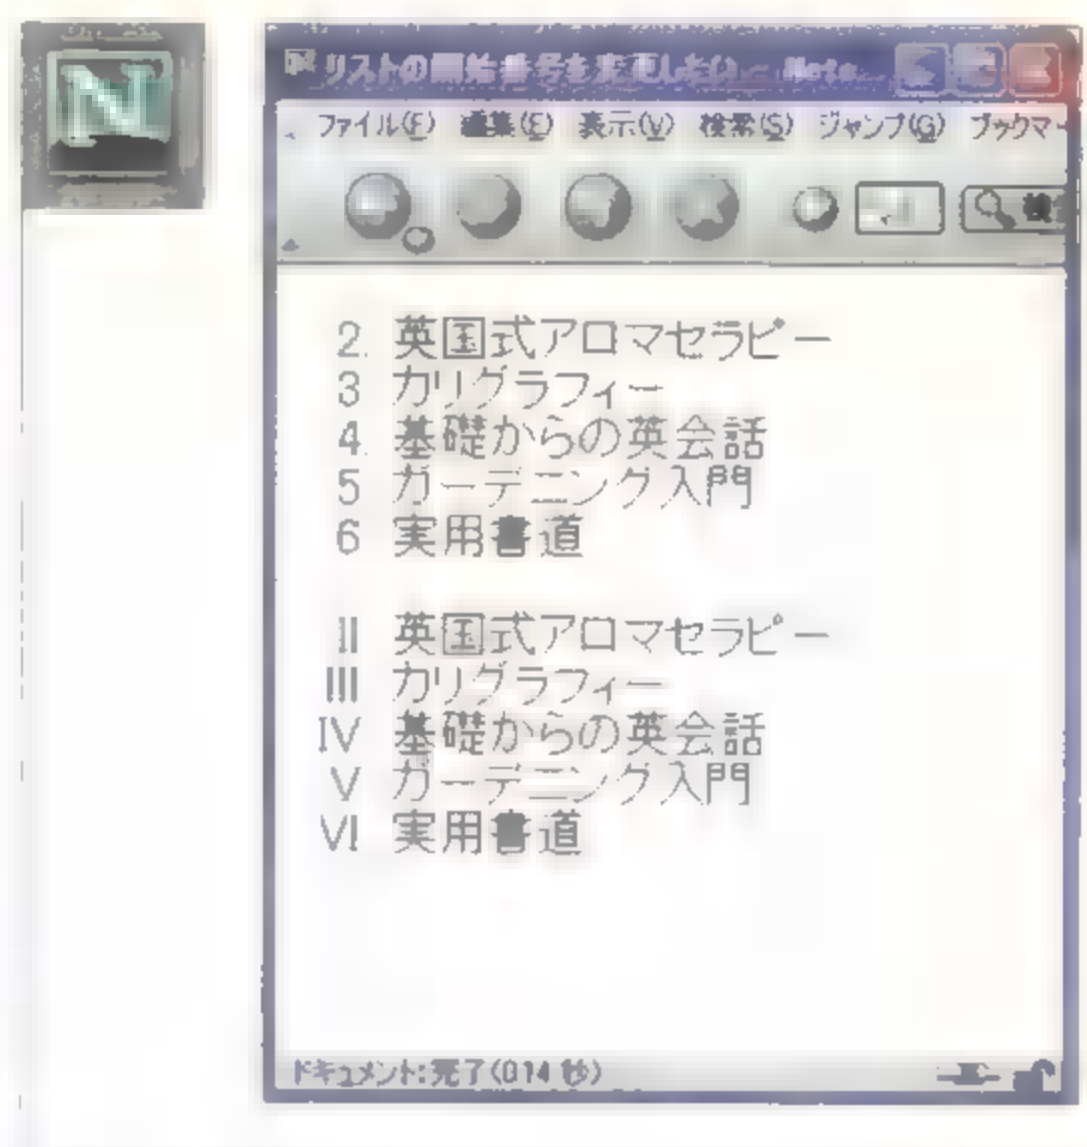 N
リストの開始番号を変更したい - Nets...
ファイル(F) 編集(E) 表示(V) 検索(S) ジャンプ(G) ブックマ
検
2. 英国式アロマセラピー
3 カリグラフィー
4. 基礎からの英会話
5 ガーデニング入門
6 実用書道
II 英国式アロマセラピー
III カリグラフィー
IV 基礎からの英会話
V ガーデニング入門
VI 実用書道
ドキュメント: 完了(0.14 秒)